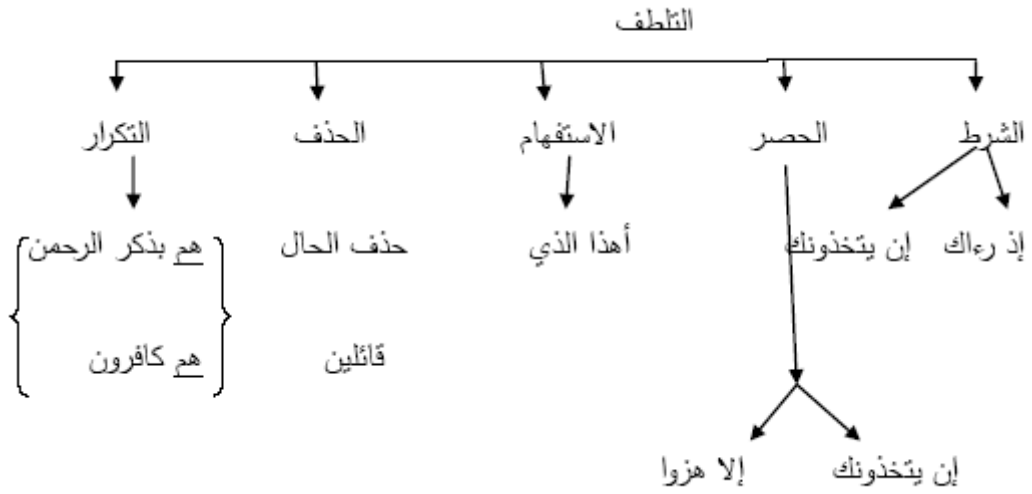 التلطف
الشرط الحصر الاستفهام الحذف التكرار
إذ رءاك إن يتخذونك أهذا الذي حذف الحال هم بذكر الرحمن
قائلين هم كافرون
إن يتخذونك إلا هزوا